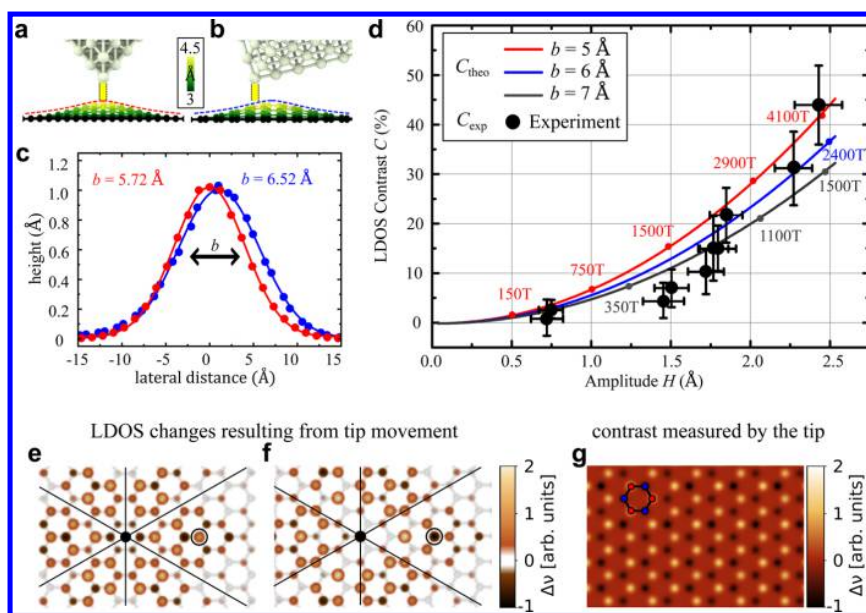 a
b
4.5
Å
3
c
b = 5.72 Å
b = 6.52 Å
b
height (Å)
1.2
1.0
0.8
0.6
0.4
0.2
0.0
-15 -10 -5 0 5 10 15
lateral distance (Å)
d
LDOS Contrast C (%)
60
50
40
30
20
10
0
C theo
b = 5 Å
b = 6 Å
b = 7 Å
C exp
Experiment
4100T
2900T
2400T
1500T
1500T
1100T
750T
350T
150T
0.0 0.5 1.0 1.5 2.0 2.5
Amplitude H (Å)
LDOS changes resulting from tip movement
contrast measured by the tip
e
f
2
1
0
-1
Δν [arb. units]
g
2
1
0
-1
Δν [arb. units]